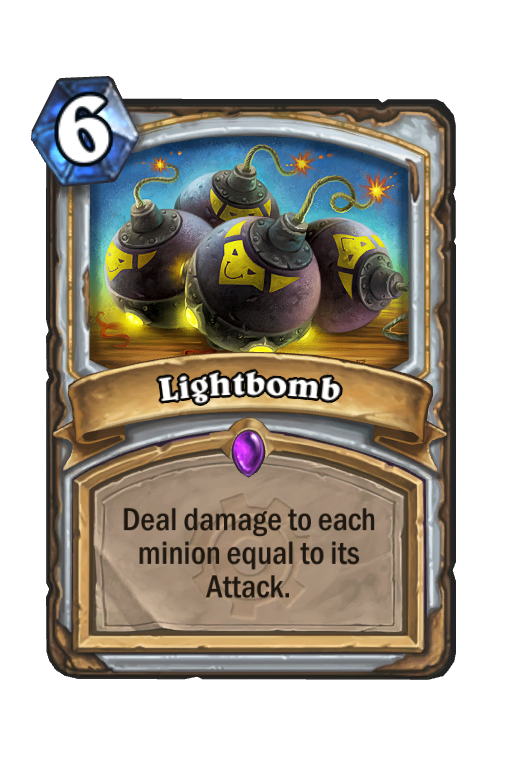 6
Lightbomb
Deal damage to each
minion equal to its
Attack.